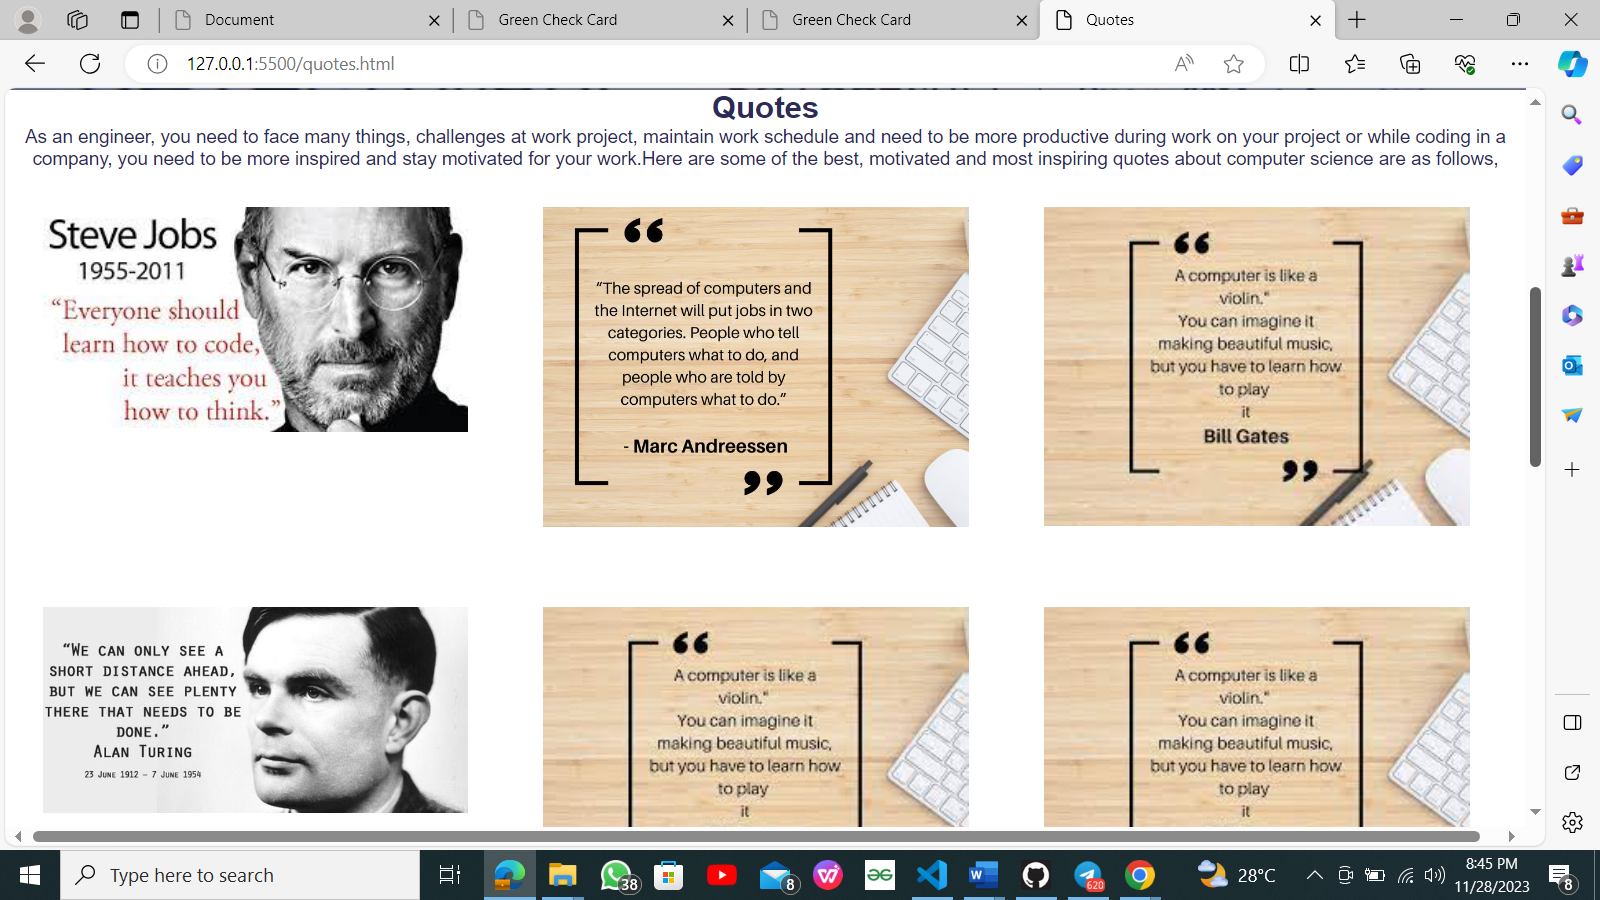 Document
Green Check Card
Green Check Card
Quotes
127.0.0.1:5500/quotes.html
Quotes
As an engineer, you need to face many things, challenges at work project, maintain work schedule and need to be more productive during work on your project or while coding in a
company, you need to be more inspired and stay motivated for your work.Here are some of the best, motivated and most inspiring quotes about computer science are as follows,
Steve Jobs
1955-2011
“Everyone should
learn how to code,
it teaches you
how to think.”
“The spread of computers and
the Internet will put jobs in two
categories. People who tell
computers what to do, and
people who are told by
computers what to do.”
- Marc Andreessen
A computer is like a
violin."
You can imagine it
making beautiful music,
but you have to learn how
to play
it
Bill Gates
“We can only see a
short distance ahead,
but we can see plenty
there that needs to be
done.”
Alan Turing
23 June 1912 – 7 June 1954
A computer is like a
violin."
You can imagine it
making beautiful music,
but you have to learn how
to play
it
A computer is like a
violin."
You can imagine it
making beautiful music,
but you have to learn how
to play
it
Type here to search
38
8
620
28°C
8:45 PM
11/28/2023
8